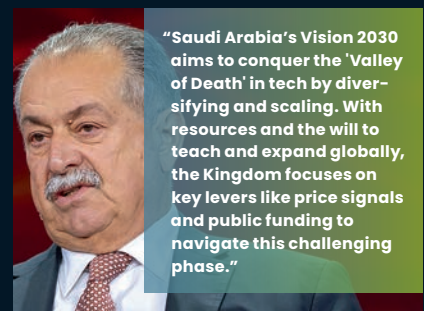 “Saudi Arabia’s Vision 2030
aims to conquer the 'Valley
of Death' in tech by diver-
sifying and scaling. With
resources and the will to
teach and expand globally,
the Kingdom focuses on
key levers like price signals
and public funding to
navigate this challenging
phase.”